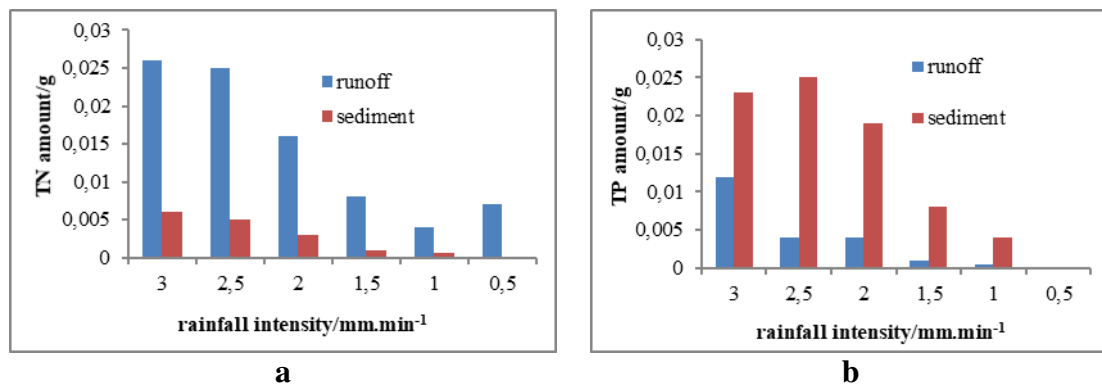 0,03
0,025
0,02
0,015
0,01
0,005
0
TN amount/g
runoff
sediment
3 2,5 2 1,5 1 0,5
rainfall intensity/mm.min⁻¹
a
0,03
0,025
0,02
0,015
0,01
0,005
0
TP amount/g
runoff
sediment
3 2,5 2 1,5 1 0,5
rainfall intensity/mm.min⁻¹
b